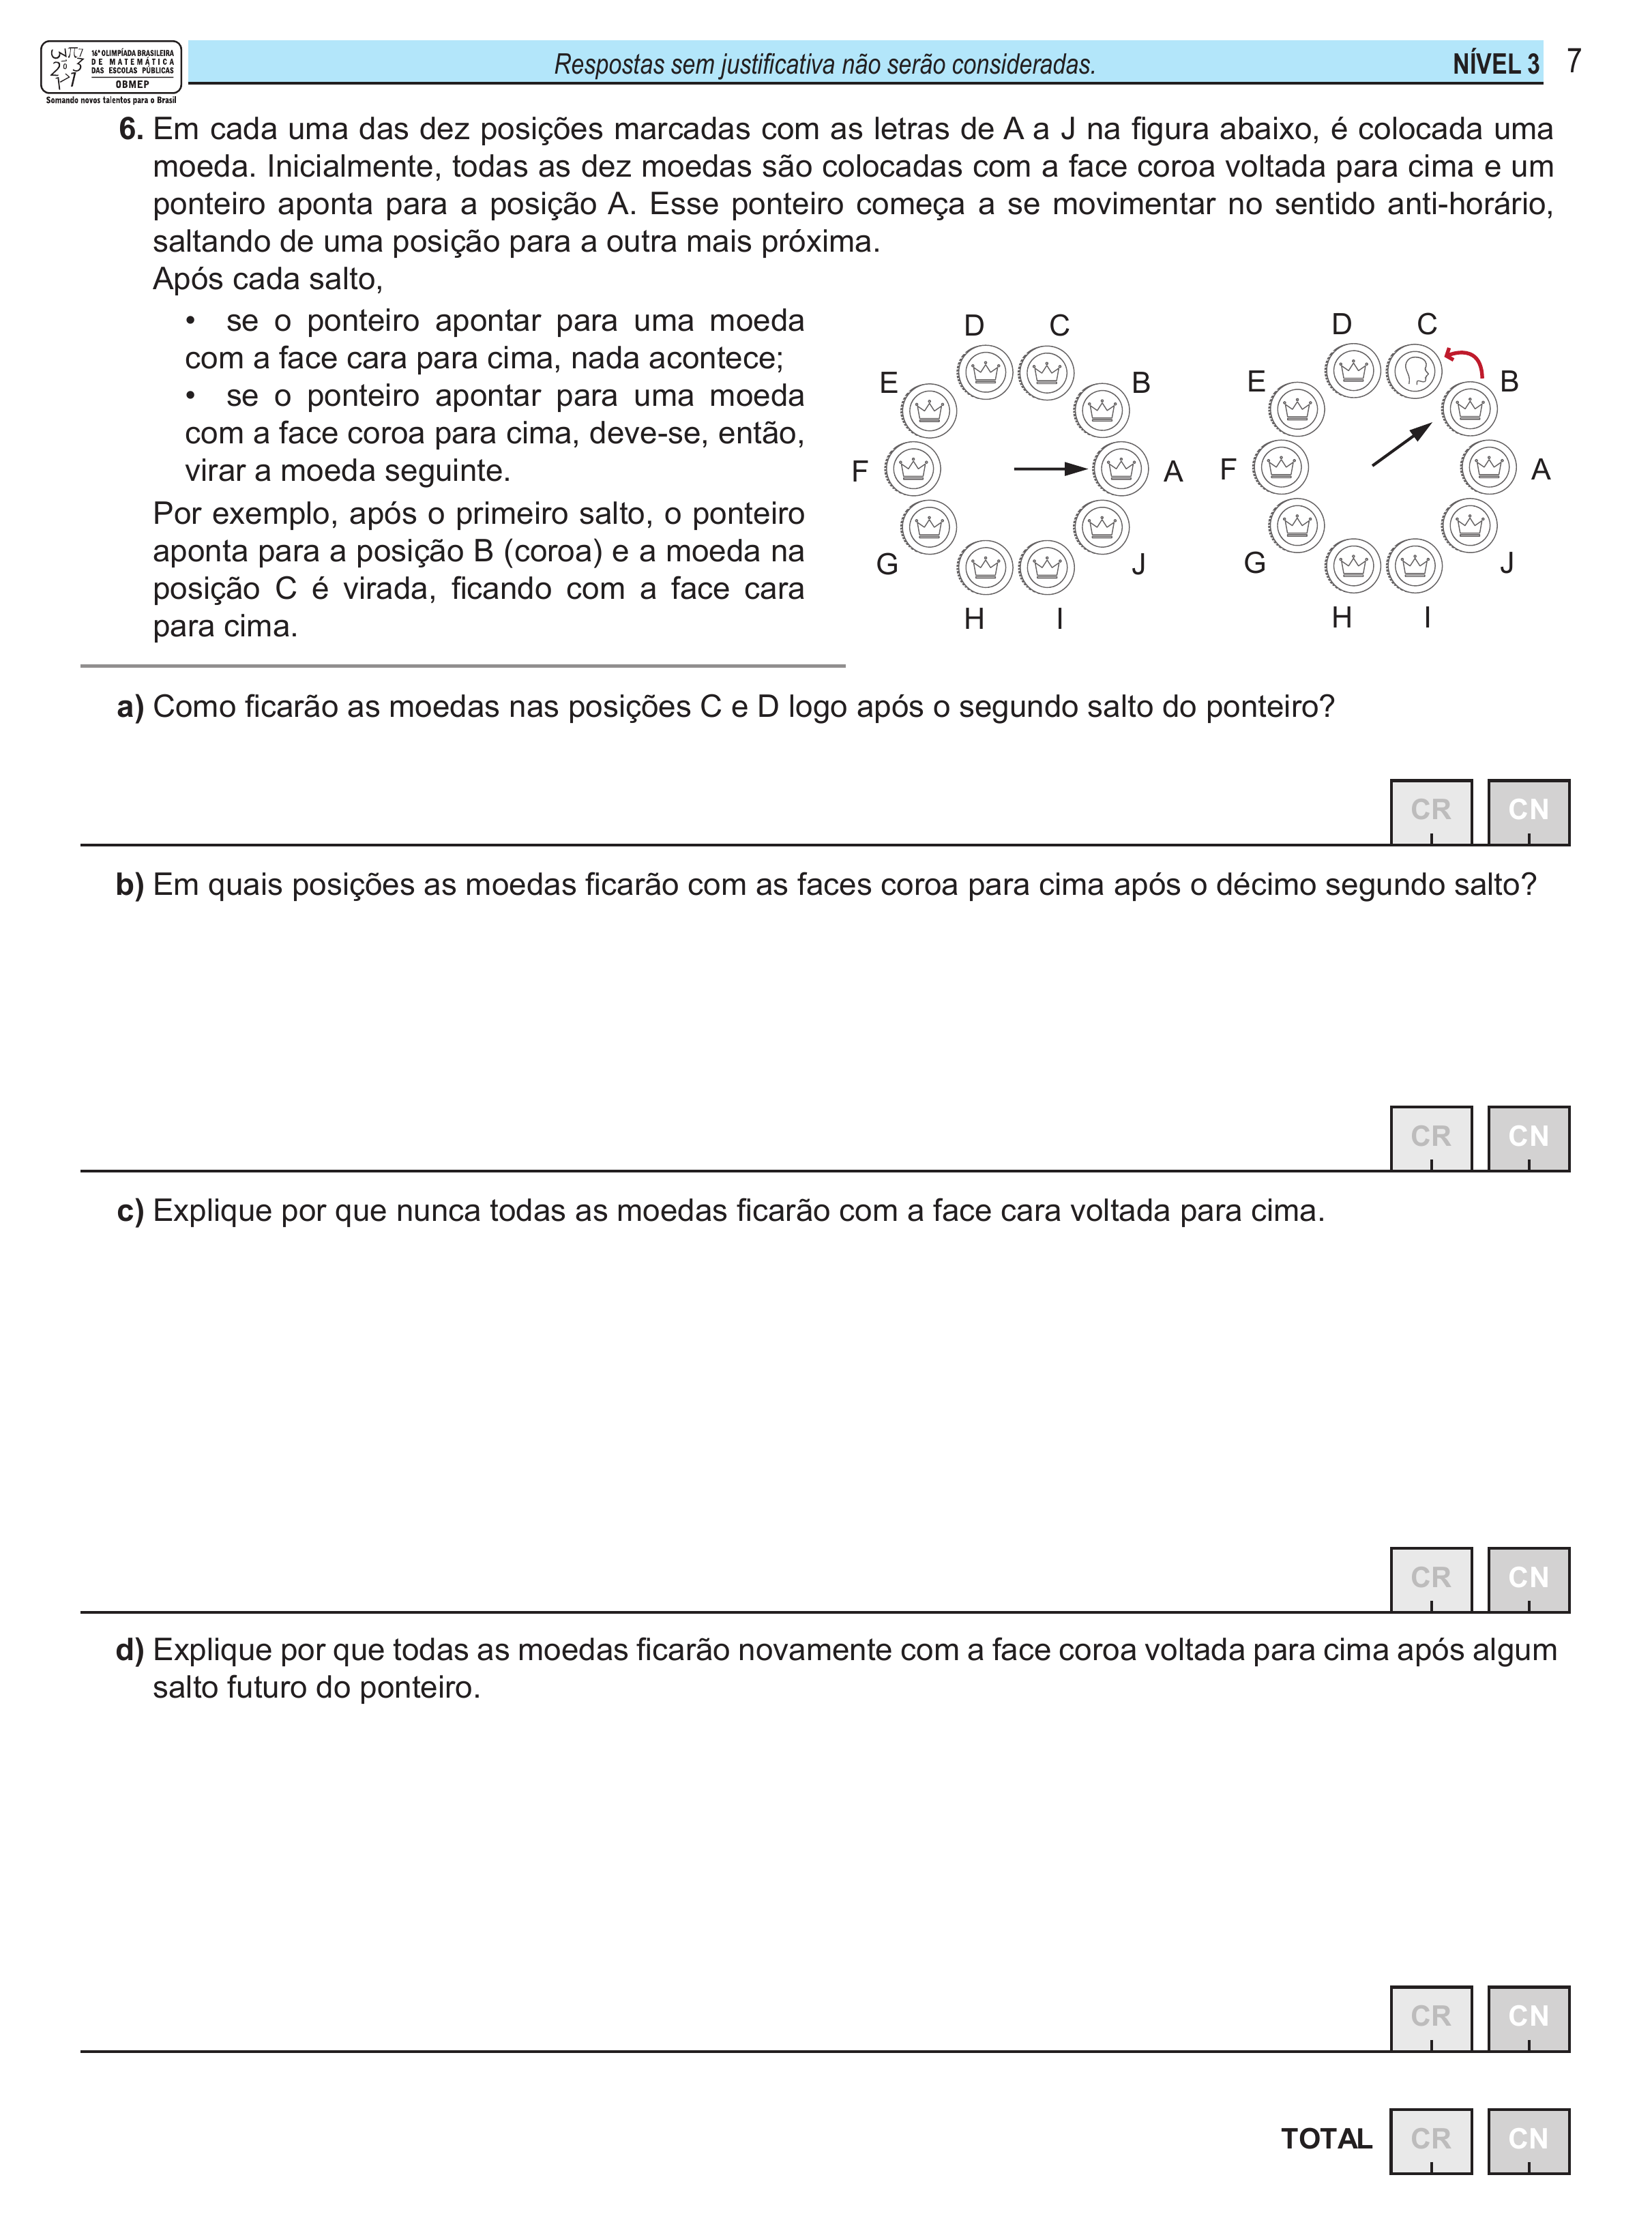 16ª OLIMPÍADA BRASILEIRA
DE MATEMÁTICA
DAS ESCOLAS PÚBLICAS
OBMEP
Somando novos talentos para o Brasil
Respostas sem justificativa não serão consideradas.
NÍVEL 3
7
6. Em cada uma das dez posições marcadas com as letras de A a J na figura abaixo, é colocada uma
moeda. Inicialmente, todas as dez moedas são colocadas com a face coroa voltada para cima e um
ponteiro aponta para a posição A. Esse ponteiro começa a se movimentar no sentido anti-horário,
saltando de uma posição para a outra mais próxima.
Após cada salto,
• se o ponteiro apontar para uma moeda
com a face cara para cima, nada acontece;
• se o ponteiro apontar para uma moeda
com a face coroa para cima, deve-se, então,
virar a moeda seguinte.
Por exemplo, após o primeiro salto, o ponteiro
aponta para a posição B (coroa) e a moeda na
posição C é virada, ficando com a face cara
para cima.
D C
E B
F A
G J
H I
D C
E B
F A
G J
H I
a) Como ficarão as moedas nas posições C e D logo após o segundo salto do ponteiro?
CR CN
b) Em quais posições as moedas ficarão com as faces coroa para cima após o décimo segundo salto?
CR CN
c) Explique por que nunca todas as moedas ficarão com a face cara voltada para cima.
CR CN
d) Explique por que todas as moedas ficarão novamente com a face coroa voltada para cima após algum
salto futuro do ponteiro.
CR CN
TOTAL CR CN